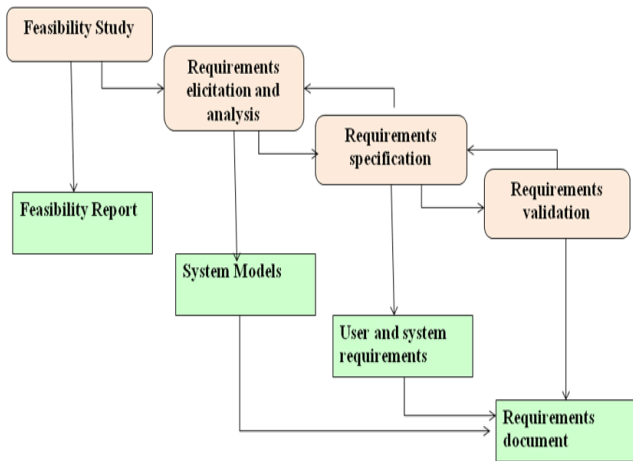 Feasibility Study
Requirements
elicitation and
analysis
Requirements
specification
Requirements
validation
Feasibility Report
System Models
User and system
requirements
Requirements
document